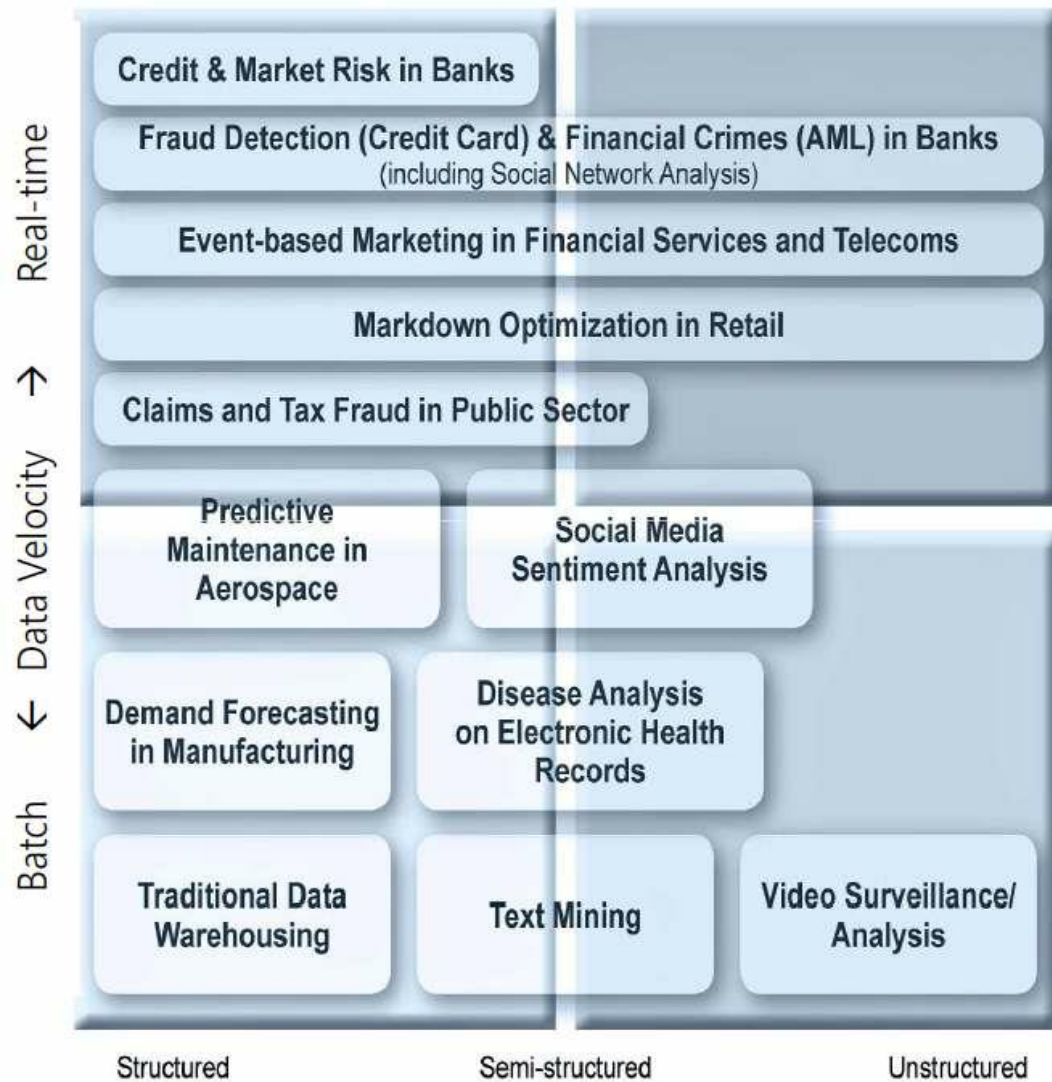 Credit & Market Risk in Banks
Fraud Detection (Credit Card) & Financial Crimes (AML) in Banks
(including Social Network Analysis)
Event-based Marketing in Financial Services and Telecoms
Markdown Optimization in Retail
Claims and Tax Fraud in Public Sector
Predictive
Maintenance in
Aerospace
Social Media
Sentiment Analysis
Demand Forecasting
in Manufacturing
Disease Analysis
on Electronic Health
Records
Traditional Data
Warehousing
Text Mining
Video Surveillance/
Analysis
Batch ← Data Velocity → Real-time
Structured
Semi-structured
Unstructured